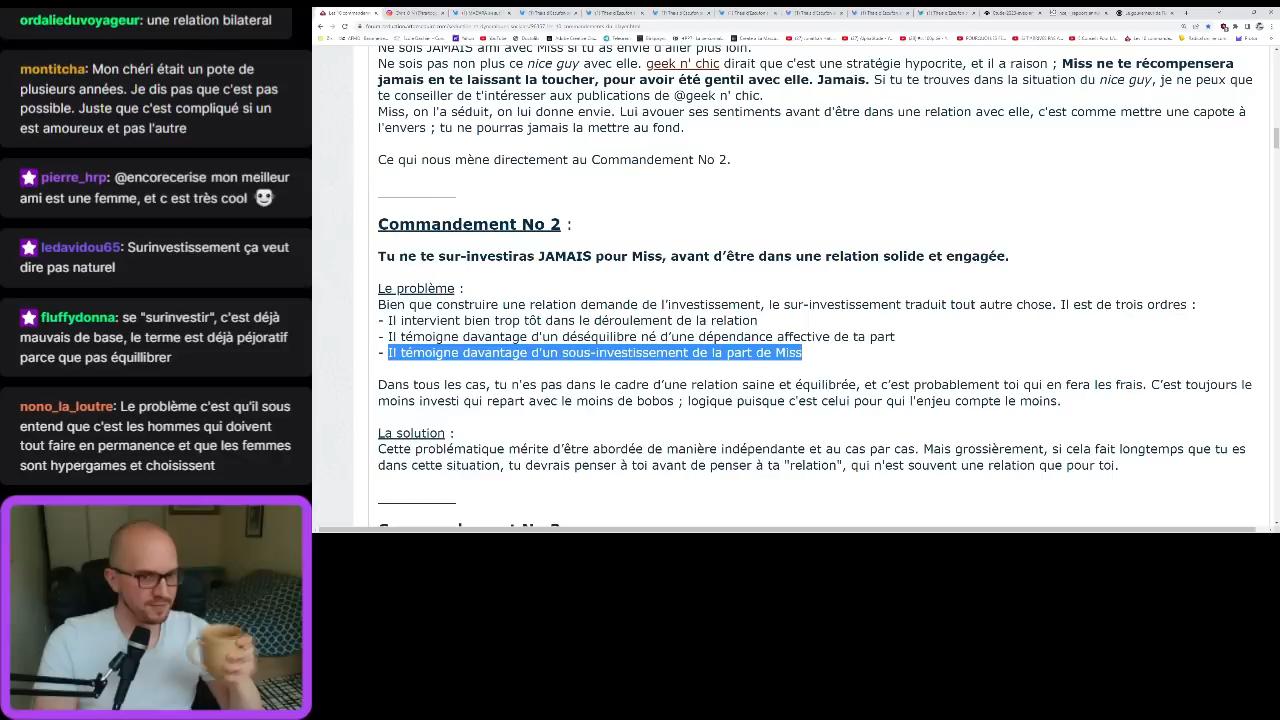 ordalieduvoyageur: une relation bilateral
montitcha: Mon chéri était un pote de
plusieurs années. Je dis pas que c'est pas
possible. Juste que c'est compliqué si un
est amoureux et pas l'autre
pierre_hrp: @encorecerise mon meilleur
ami est une femme, et c est très cool
ledavidou65: Surinvestissement ça veut
dire pas naturel
fluffydonna: se "surinvestir", c'est déjà
mauvais de base, le terme est déjà péjoratif
parce que pas équillibrer
nono_la_loutre: Le problème c'est qu'il sous
entend que c'est les hommes qui doivent
tout faire en permanence et que les femmes
sont hypergames et choisissent
Ne sois JAMAIS ami avec Miss si tu as envie d'aller plus loin.
Ne sois pas non plus ce nice guy avec elle. geek n' chic dirait que c'est une stratégie hypocrite, et il a raison ; Miss ne te récompensera
jamais en te laissant la toucher, pour avoir été gentil avec elle. Jamais. Si tu te trouves dans la situation du nice guy, je ne peux que
te conseiller de t'intéresser aux publications de @geek n' chic.
Miss, on l'a séduit, on lui donne envie. Lui avouer ses sentiments avant d'être dans une relation avec elle, c'est comme mettre une capote à
l'envers ; tu ne pourras jamais la mettre au fond.
Ce qui nous mène directement au Commandement No 2.
Commandement No 2 :
Tu ne te sur-investiras JAMAIS pour Miss, avant d’être dans une relation solide et engagée.
Le problème :
Bien que construire une relation demande de l’investissement, le sur-investissement traduit tout autre chose. Il est de trois ordres :
- Il intervient bien trop tôt dans le déroulement de la relation
- Il témoigne davantage d'un déséquilibre né d’une dépendance affective de ta part
- Il témoigne davantage d'un sous-investissement de la part de Miss
Dans tous les cas, tu n'es pas dans le cadre d’une relation saine et équilibrée, et c’est probablement toi qui en fera les frais. C’est toujours le
moins investi qui repart avec le moins de bobos ; logique puisque c'est celui pour qui l'enjeu compte le moins.
La solution :
Cette problématique mérite d’être abordée de manière indépendante et au cas par cas. Mais grossièrement, si cela fait longtemps que tu es
dans cette situation, tu devrais penser à toi avant de penser à ta "relation", qui n'est souvent une relation que pour toi.